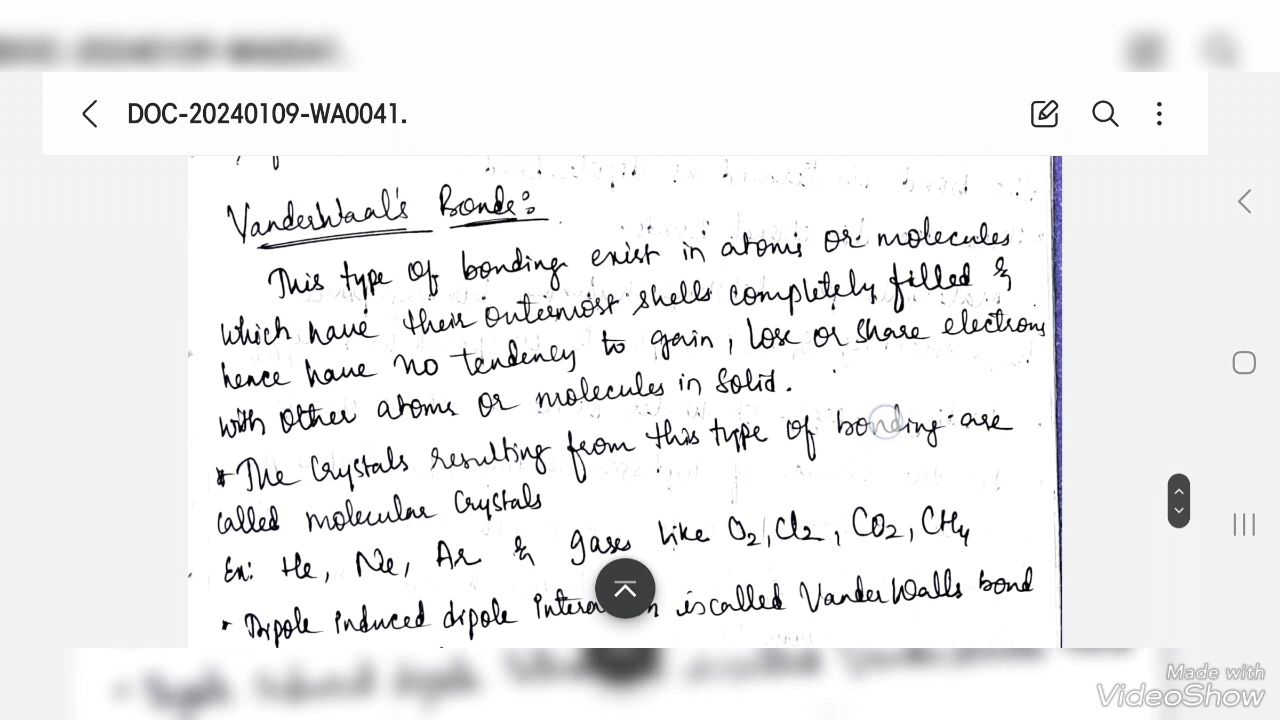 DOC-20240109-WA0041.
VanderWaal's Bonds:
This type of bonding exist in atoms or molecules
which have their outermost shells completely filled &
hence have no tendency to gain, lose or share electrons
with other atoms or molecules in solid.
* The Crystals resulting from this type of bonding are
called molecular Crystals
Ex: He, Ne, Ar & gases like O2, Cl2, CO2, CH4
• Dipole induced dipole is called VanderWalls bond
Made with
VideoShow